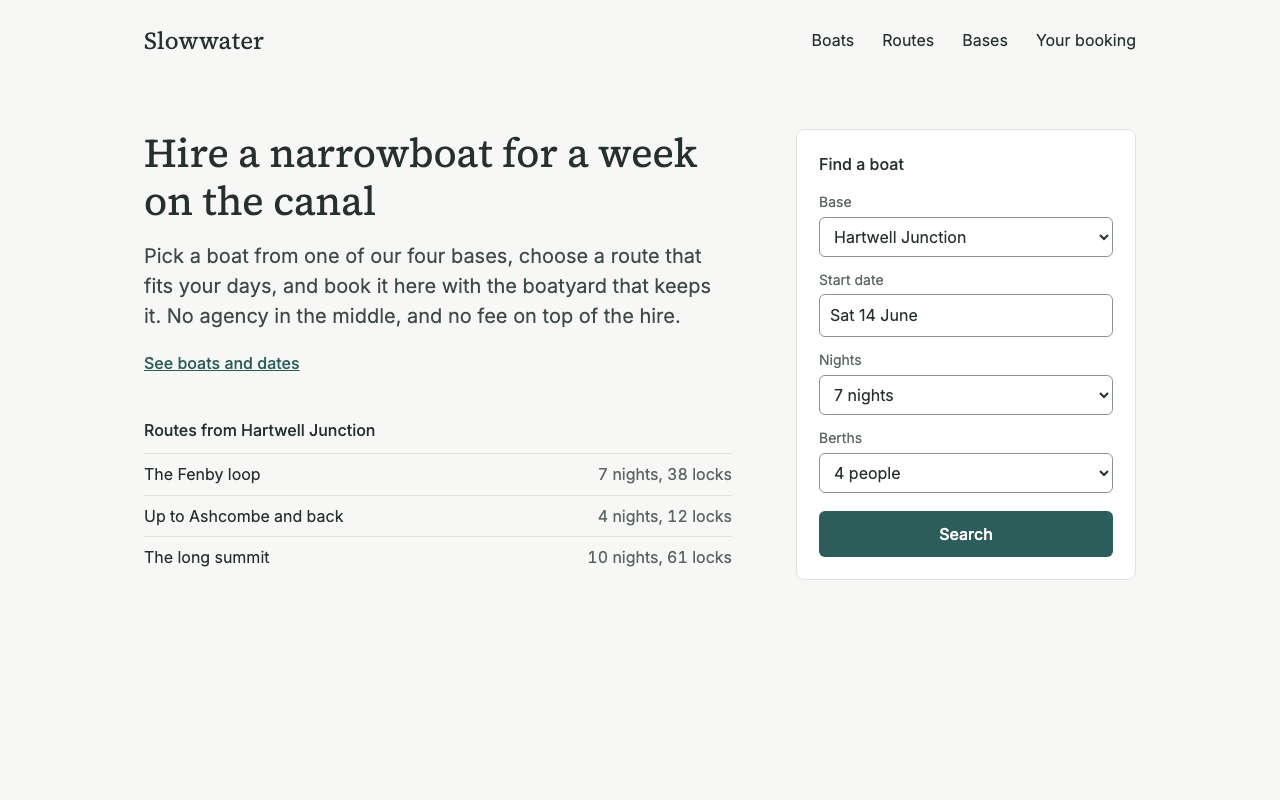 Slowwater
Boats Routes Bases Your booking
Hire a narrowboat for a week
on the canal
Pick a boat from one of our four bases, choose a route that
fits your days, and book it here with the boatyard that keeps
it. No agency in the middle, and no fee on top of the hire.
See boats and dates
Routes from Hartwell Junction
The Fenby loop 7 nights, 38 locks
Up to Ashcombe and back 4 nights, 12 locks
The long summit 10 nights, 61 locks
Find a boat
Base
Hartwell Junction
Start date
Sat 14 June
Nights
7 nights
Berths
4 people
Search